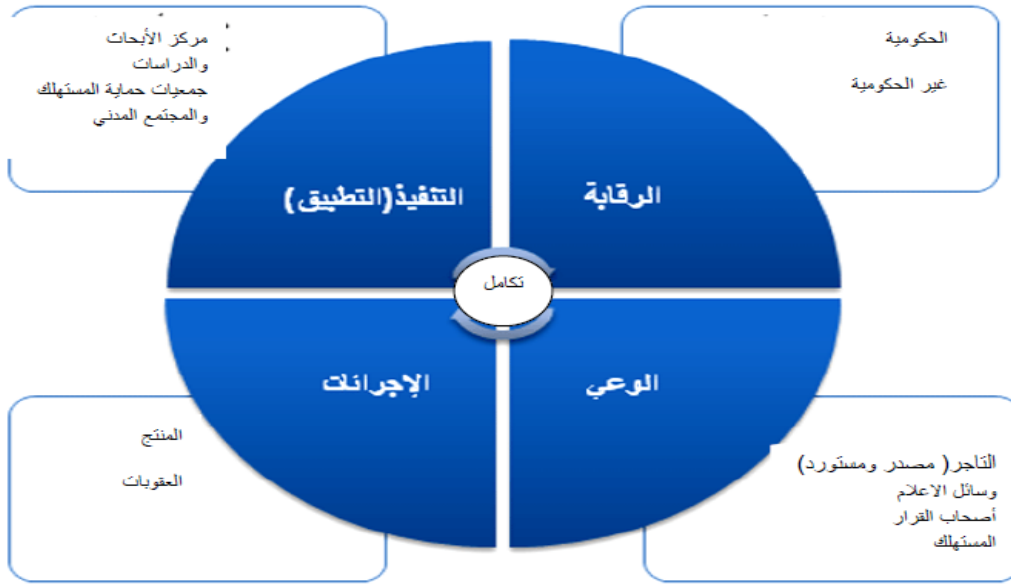 الحكومية
غير الحكومية
مركز الأبحاث
والدراسات
جمعيات حماية المستهلك
والمجتمع المدني
الرقابة
التنفيذ(التطبيق)
تكامل
الوعي
الإجراءات
التاجر( مصدر ومستورد)
وسائل الاعلام
أصحاب القرار
المستهلك
المنتج
العقوبات